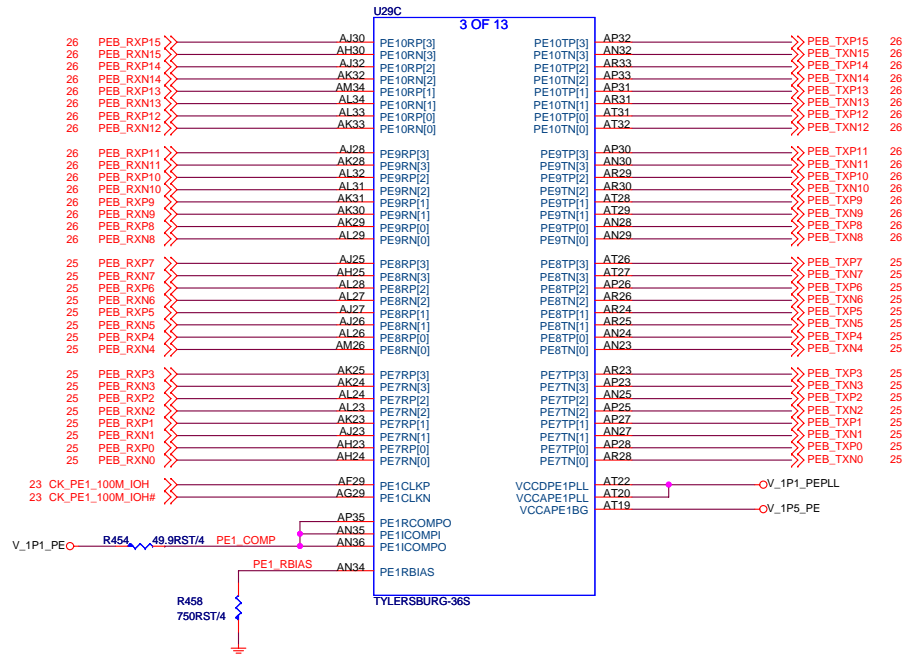 U29C
3 OF 13
26 PEB_RXP15 AJ30 PE10RP[3] PE10TP[3] AP32 PEB_TXP15 26
26 PEB_RXN15 AH30 PE10RN[3] PE10TN[3] AN32 PEB_TXN15 26
26 PEB_RXP14 AJ32 PE10RP[2] PE10TP[2] AR33 PEB_TXP14 26
26 PEB_RXN14 AK32 PE10RN[2] PE10TN[2] AP33 PEB_TXN14 26
26 PEB_RXP13 AM34 PE10RP[1] PE10TP[1] AP31 PEB_TXP13 26
26 PEB_RXN13 AL34 PE10RN[1] PE10TN[1] AR31 PEB_TXN13 26
26 PEB_RXP12 AL33 PE10RP[0] PE10TP[0] AT31 PEB_TXP12 26
26 PEB_RXN12 AK33 PE10RN[0] PE10TN[0] AT32 PEB_TXN12 26
26 PEB_RXP11 AJ28 PE9RP[3] PE9TP[3] AP30 PEB_TXP11 26
26 PEB_RXN11 AK28 PE9RN[3] PE9TN[3] AN30 PEB_TXN11 26
26 PEB_RXP10 AL32 PE9RP[2] PE9TP[2] AR29 PEB_TXP10 26
26 PEB_RXN10 AL31 PE9RN[2] PE9TN[2] AR30 PEB_TXN10 26
26 PEB_RXP9 AK31 PE9RP[1] PE9TP[1] AT28 PEB_TXP9 26
26 PEB_RXN9 AK30 PE9RN[1] PE9TN[1] AT29 PEB_TXN9 26
26 PEB_RXP8 AK29 PE9RP[0] PE9TP[0] AN28 PEB_TXP8 26
26 PEB_RXN8 AL29 PE9RN[0] PE9TN[0] AN29 PEB_TXN8 26
25 PEB_RXP7 AJ25 PE8RP[3] PE8TP[3] AT26 PEB_TXP7 25
25 PEB_RXN7 AH25 PE8RN[3] PE8TN[3] AT27 PEB_TXN7 25
25 PEB_RXP6 AL28 PE8RP[2] PE8TP[2] AP26 PEB_TXP6 25
25 PEB_RXN6 AL27 PE8RN[2] PE8TN[2] AR26 PEB_TXN6 25
25 PEB_RXP5 AJ27 PE8RP[1] PE8TP[1] AR24 PEB_TXP5 25
25 PEB_RXN5 AJ26 PE8RN[1] PE8TN[1] AR25 PEB_TXN5 25
25 PEB_RXP4 AL26 PE8RP[0] PE8TP[0] AN24 PEB_TXP4 25
25 PEB_RXN4 AM26 PE8RN[0] PE8TN[0] AN23 PEB_TXN4 25
25 PEB_RXP3 AK25 PE7RP[3] PE7TP[3] AR23 PEB_TXP3 25
25 PEB_RXN3 AK24 PE7RN[3] PE7TN[3] AP23 PEB_TXN3 25
25 PEB_RXP2 AL24 PE7RP[2] PE7TP[2] AN25 PEB_TXP2 25
25 PEB_RXN2 AL23 PE7RN[2] PE7TN[2] AP25 PEB_TXN2 25
25 PEB_RXP1 AK23 PE7RP[1] PE7TP[1] AP27 PEB_TXP1 25
25 PEB_RXN1 AJ23 PE7RN[1] PE7TN[1] AN27 PEB_TXN1 25
25 PEB_RXP0 AH23 PE7RP[0] PE7TP[0] AP28 PEB_TXP0 25
25 PEB_RXN0 AH24 PE7RN[0] PE7TN[0] AR28 PEB_TXN0 25
23 CK_PE1_100M_IOH AF29 PE1CLKP VCCDPE1PLL AT22 V_1P1_PEPLL
23 CK_PE1_100M_IOH# AG29 PE1CLKN VCCAPE1PLL AT20
VCCAPE1BG AT19 V_1P5_PE
AP35 PE1RCOMPO
AN35 PE1ICOMPI
V_1P1_PE R454 49.9RST/4 PE1_COMP AN36 PE1ICOMPO
PE1_RBIAS AN34 PE1RBIAS
R458
750RST/4
TYLERSBURG-36S